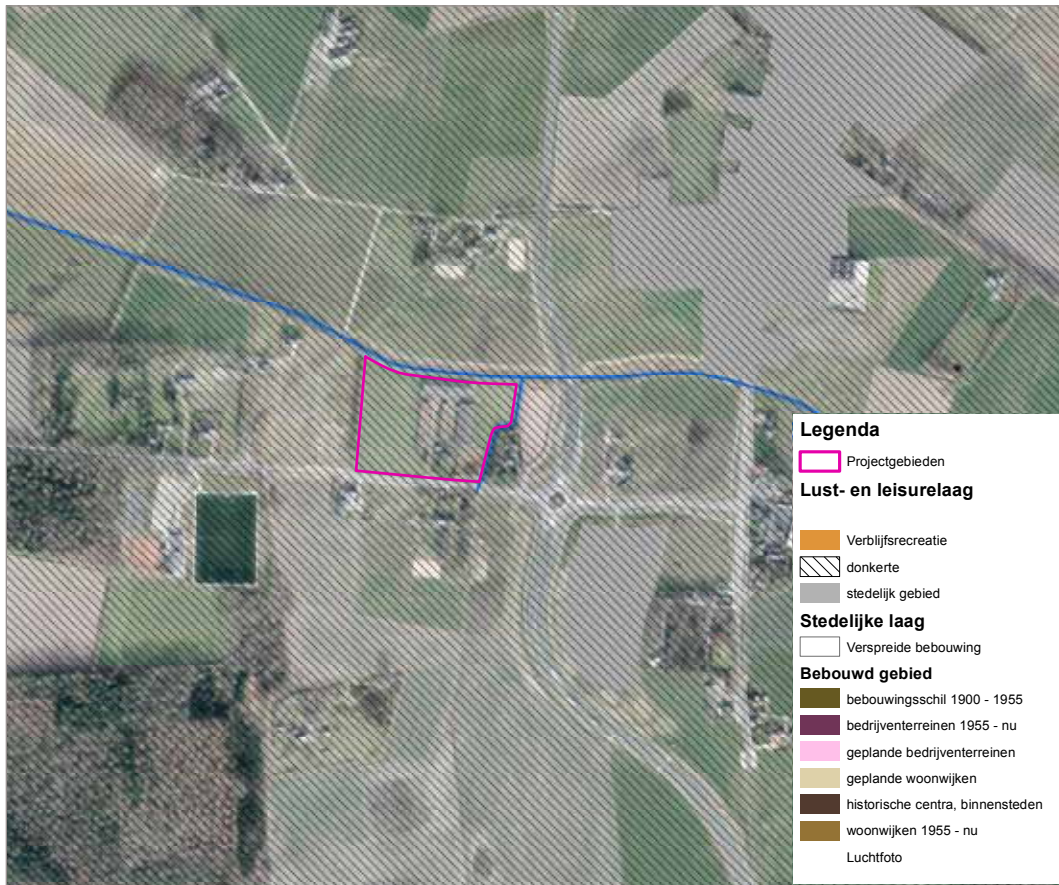 Legenda
Projectgebieden
Lust- en leisurelaag
Verblijfsrecreatie
donkerte
stedelijk gebied
Stedelijke laag
Verspreide bebouwing
Bebouwd gebied
bebouwingsschil 1900 - 1955
bedrijventerreinen 1955 - nu
geplande bedrijventerreinen
geplande woonwijken
historische centra, binnensteden
woonwijken 1955 - nu
Luchtfoto